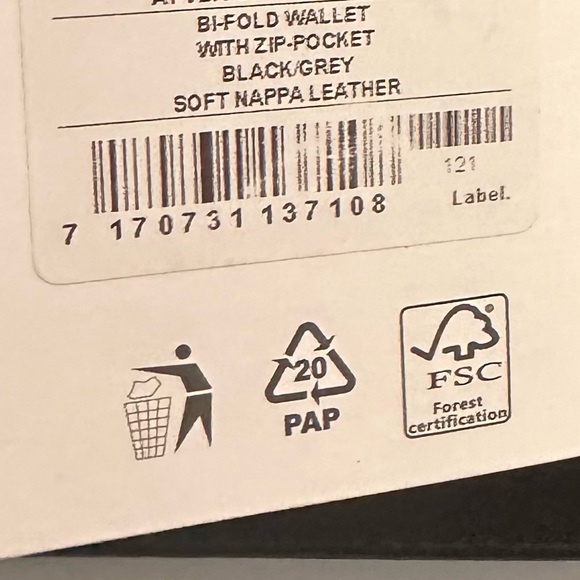 BI-FOLD WALLET
WITH ZIP-POCKET
BLACK/GREY
SOFT NAPPA LEATHER
7 170731 137108
121
Label.
20
PAP
FSC
Forest
certification